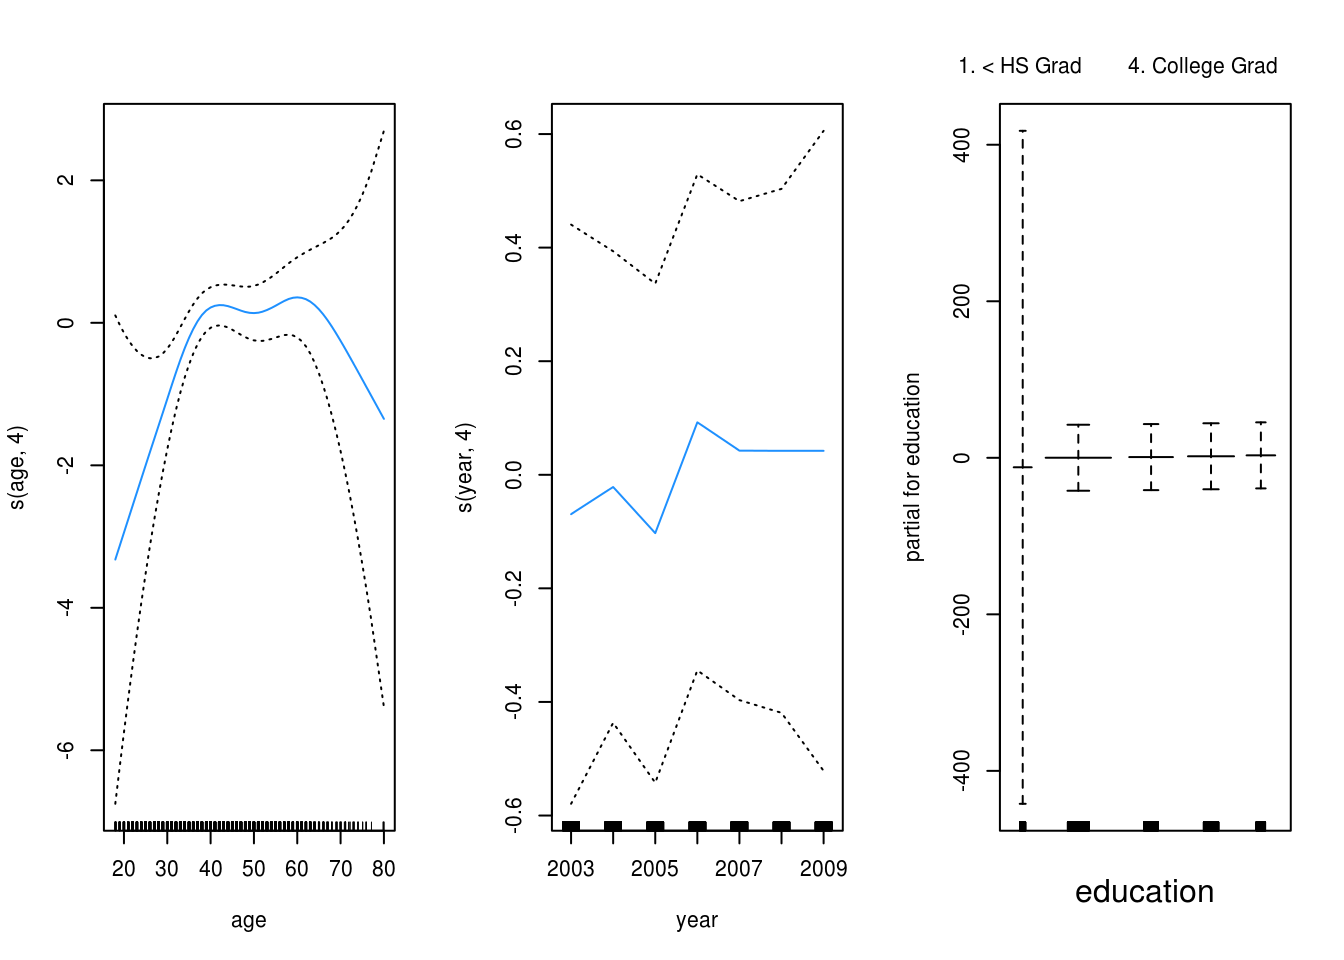 1. < HS Grad 4. College Grad
s(age, 4)
2
0
-2
-4
-6
20 30 40 50 60 70 80
age
s(year, 4)
0.6
0.4
0.2
0.0
-0.2
-0.4
-0.6
2003 2005 2007 2009
year
partial for education
400
200
0
-200
-400
education